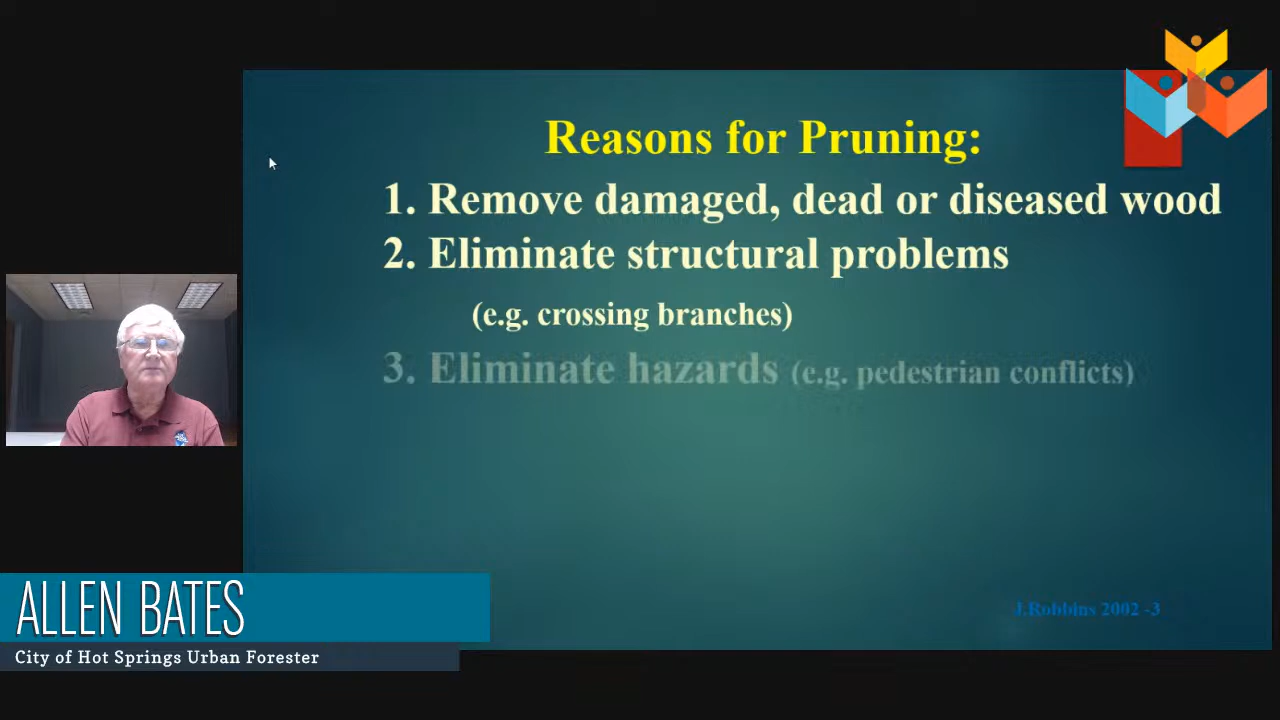 Reasons for Pruning:
1. Remove damaged, dead or diseased wood
2. Eliminate structural problems
(e.g. crossing branches)
3. Eliminate hazards (e.g. pedestrian conflicts)
J.Robbins 2002 -3
ALLEN BATES
City of Hot Springs Urban Forester